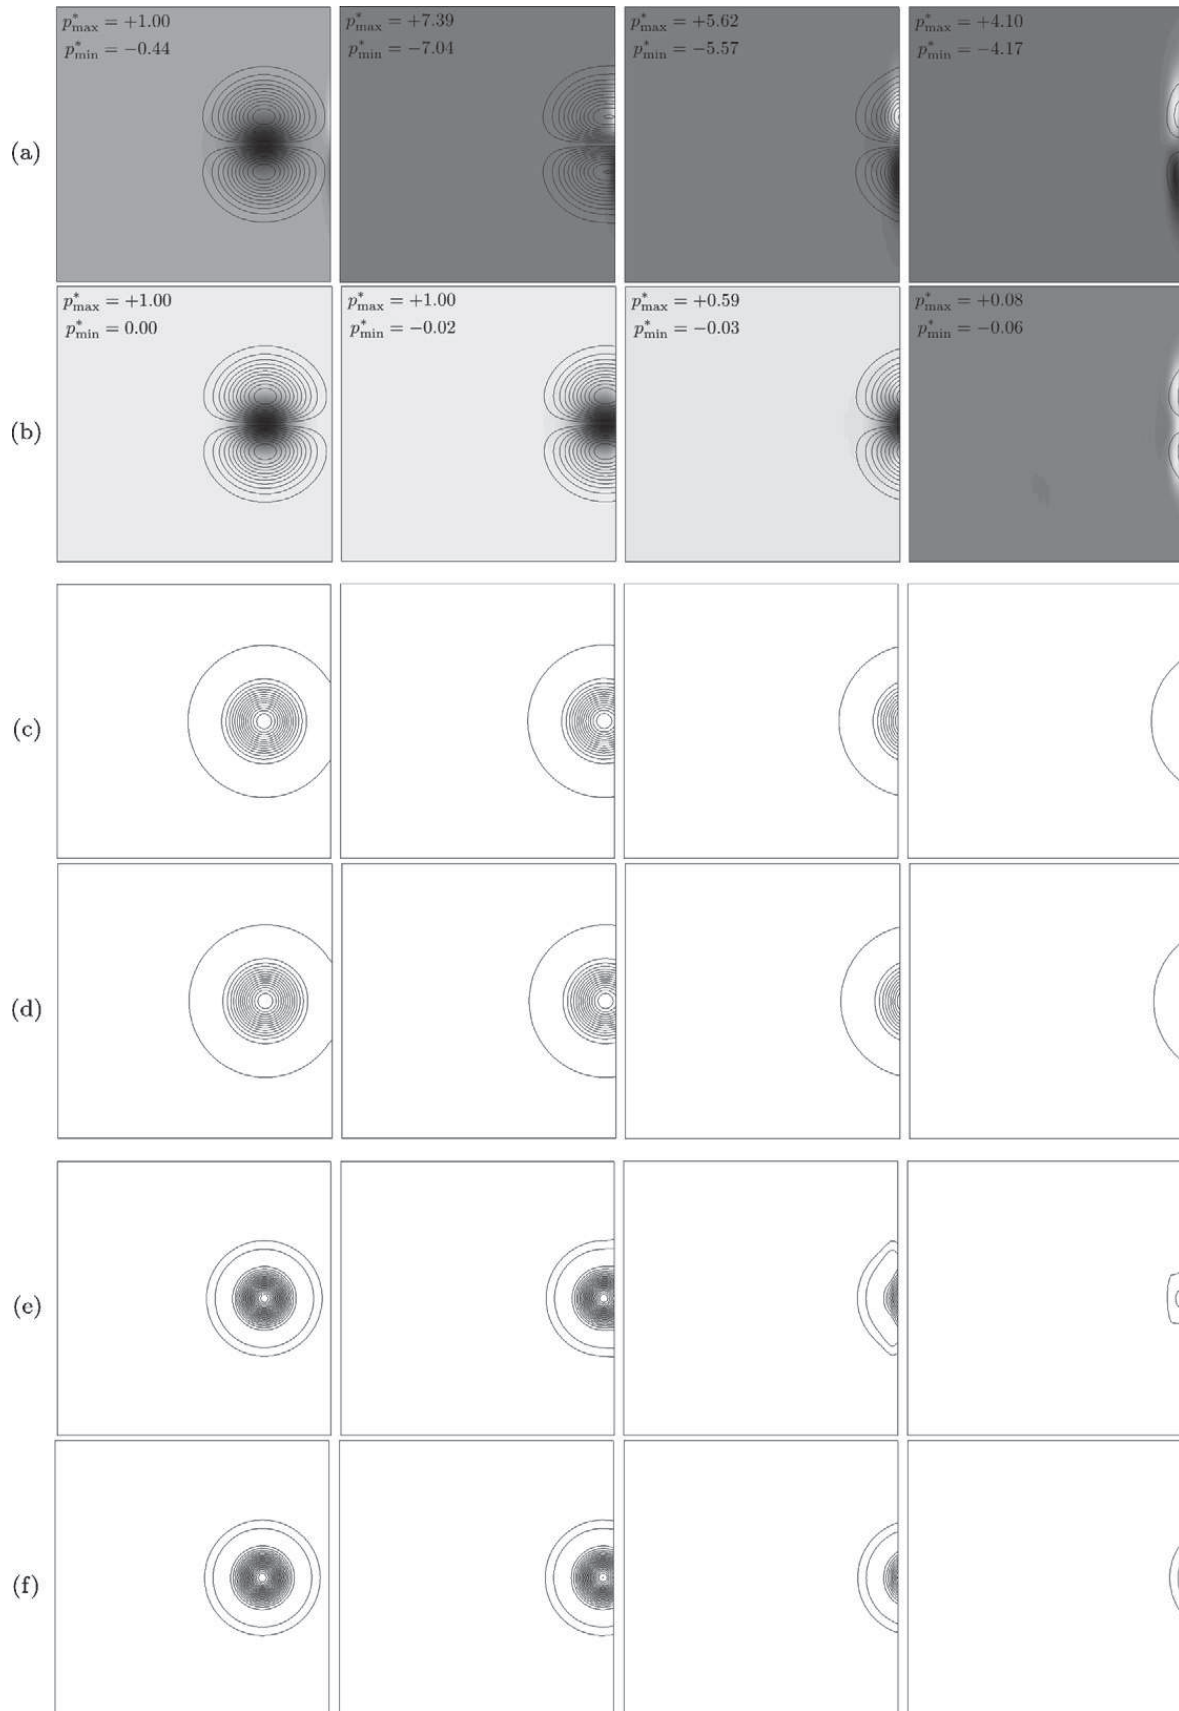 p*max = +1.00
p*min = −0.44
p*max = +7.39
p*min = −7.04
p*max = +5.62
p*min = −5.57
p*max = +4.10
p*min = −4.17
(a)
p*max = +1.00
p*min = 0.00
p*max = +1.00
p*min = −0.02
p*max = +0.59
p*min = −0.03
p*max = +0.08
p*min = −0.06
(b)
(c)
(d)
(e)
(f)